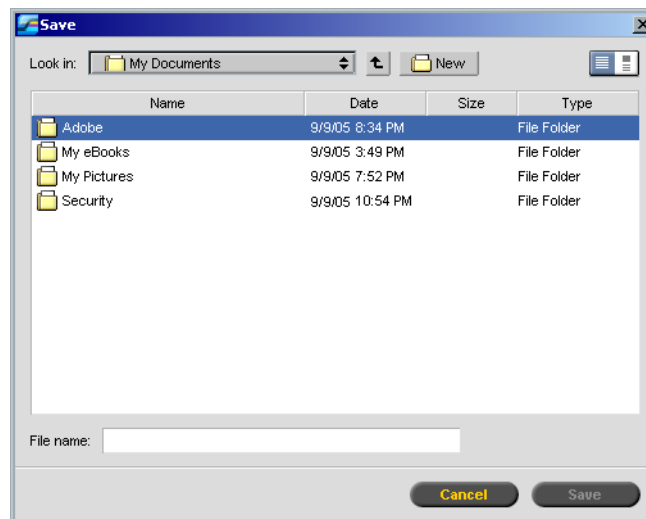 Save
Look in: My Documents New
Name Date Size Type
Adobe 9/9/05 8:34 PM File Folder
My eBooks 9/9/05 3:49 PM File Folder
My Pictures 9/9/05 7:52 PM File Folder
Security 9/9/05 10:54 PM File Folder
File name:
Cancel Save